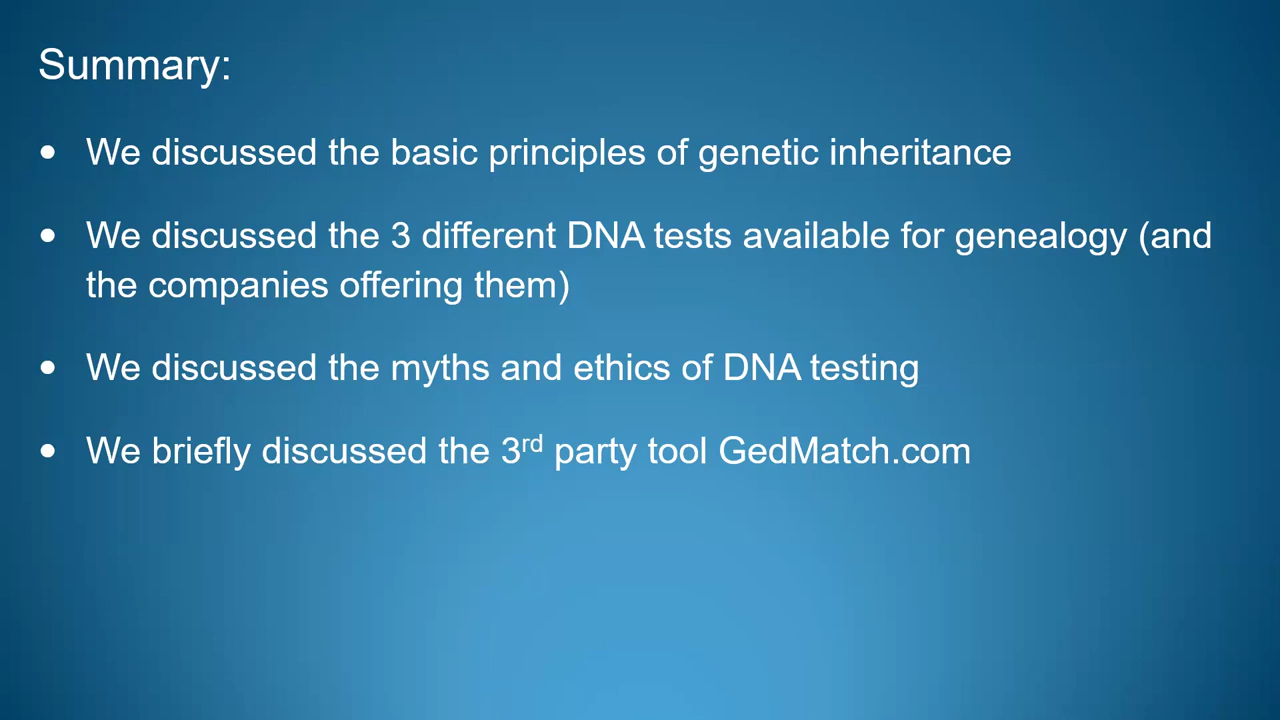 Summary:
• We discussed the basic principles of genetic inheritance
• We discussed the 3 different DNA tests available for genealogy (and
the companies offering them)
• We discussed the myths and ethics of DNA testing
• We briefly discussed the 3rd party tool GedMatch.com